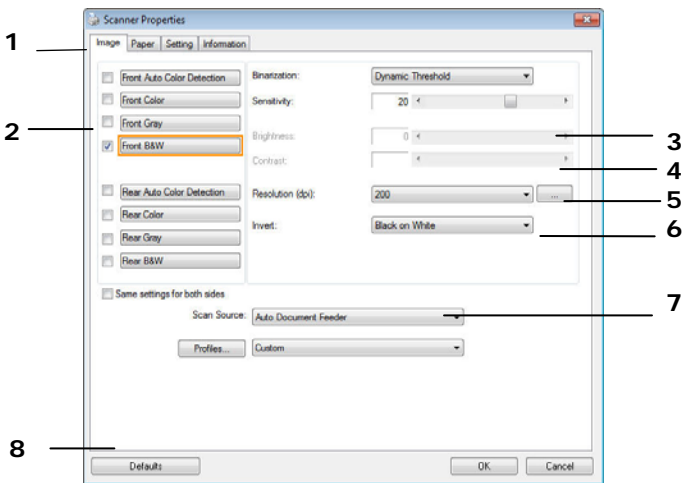 Scanner Properties
1
Image Paper Setting Information
Front Auto Color Detection
Front Color
2
Front Gray
Front B&W
Binarization: Dynamic Threshold
Sensitivity: 20
Brightness: 0
3
Contrast:
4
Rear Auto Color Detection
Rear Color
Rear Gray
Rear B&W
Resolution (dpi): 200 ...
5
Invert: Black on White
6
Same settings for both sides
Scan Source: Auto Document Feeder
7
Profiles... Custom
8
Defaults OK Cancel